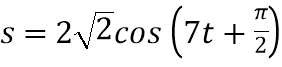 s = 2√2cos (7t + π/2)